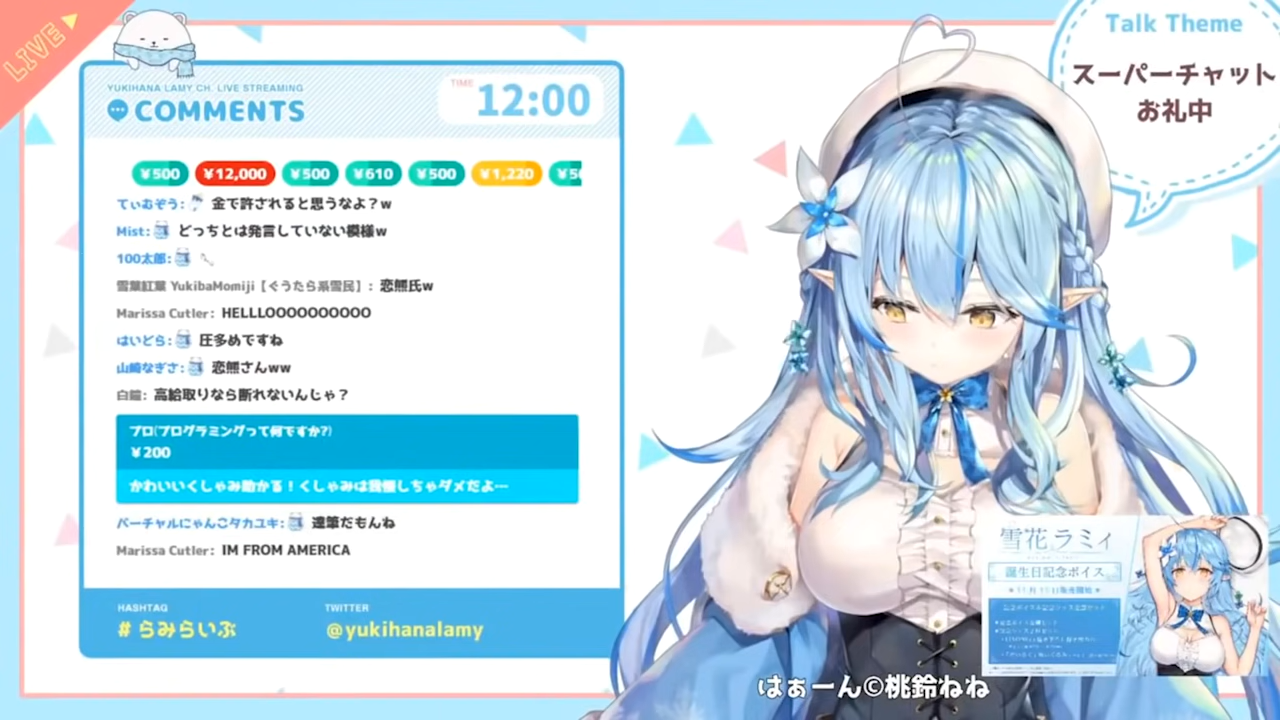 LIVE
YUKIHANA LAMY CH. LIVE STREAMING
COMMENTS
TIME
12:00
¥500 ¥12,000 ¥500 ¥610 ¥500 ¥1,220
てぃむぞう: 金で許されると思うなよ？w
Mist: どっちとは発言していない模様w
100太郎:
雪葉紅葉 YukibaMomiji【ぐうたら系雪民】: 恋熊氏w
Marissa Cutler: HELLLOOOOOOOOOO
はいどら: 圧多めですね
山崎なぎさ: 恋熊さんww
高給取りなら断れないんじゃ？
プロ(プログラミングって何ですか?)
¥200
かわいいくしゃみ助かる！くしゃみは我慢しちゃダメだよ…
バーチャルにゃんこタカユキ: 達筆だもんね
Marissa Cutler: IM FROM AMERICA
HASHTAG
# らみらいぶ
TWITTER
@yukihanalamy
Talk Theme
スーパーチャット
お礼中
雪花ラミィ
誕生日記念ボイス
はぁーん©桃鈴ねね